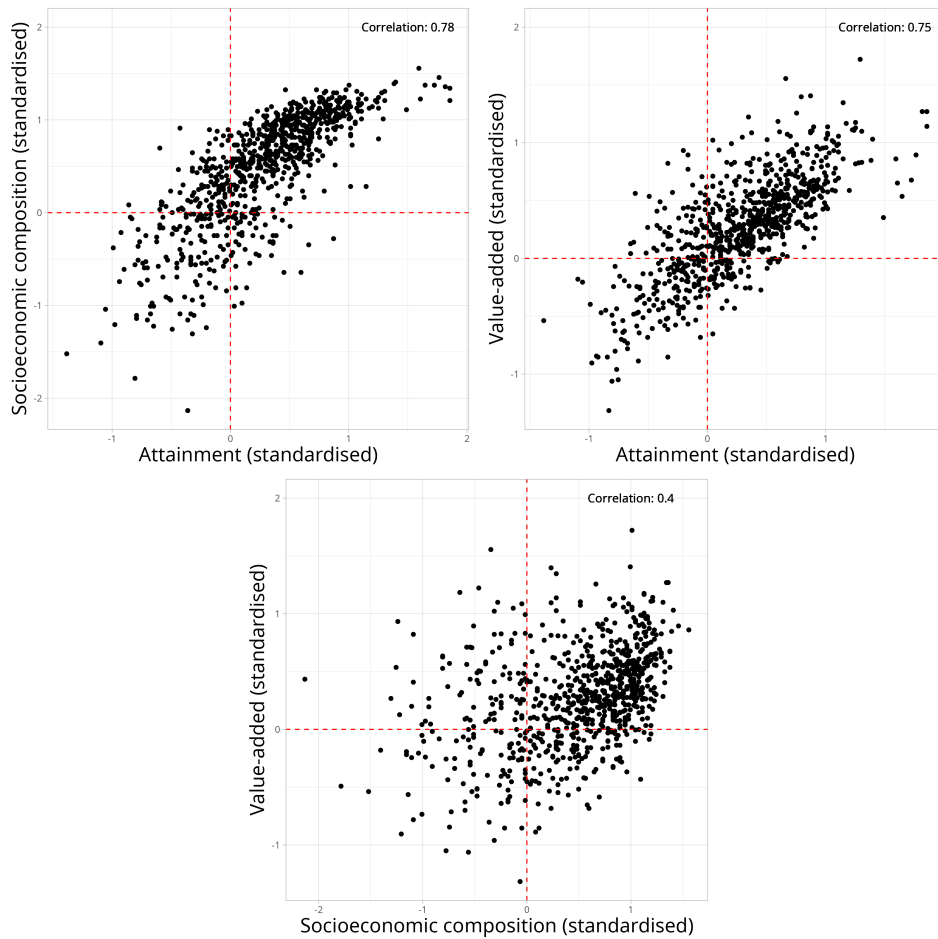 Correlation: 0.78
Socioeconomic composition (standardised)
2
1
0
-1
-2
-1
0
1
2
Attainment (standardised)
Correlation: 0.75
Value-added (standardised)
2
1
0
-1
-1
0
1
Attainment (standardised)
Correlation: 0.4
Value-added (standardised)
2
1
0
-1
-2
-1
0
1
Socioeconomic composition (standardised)